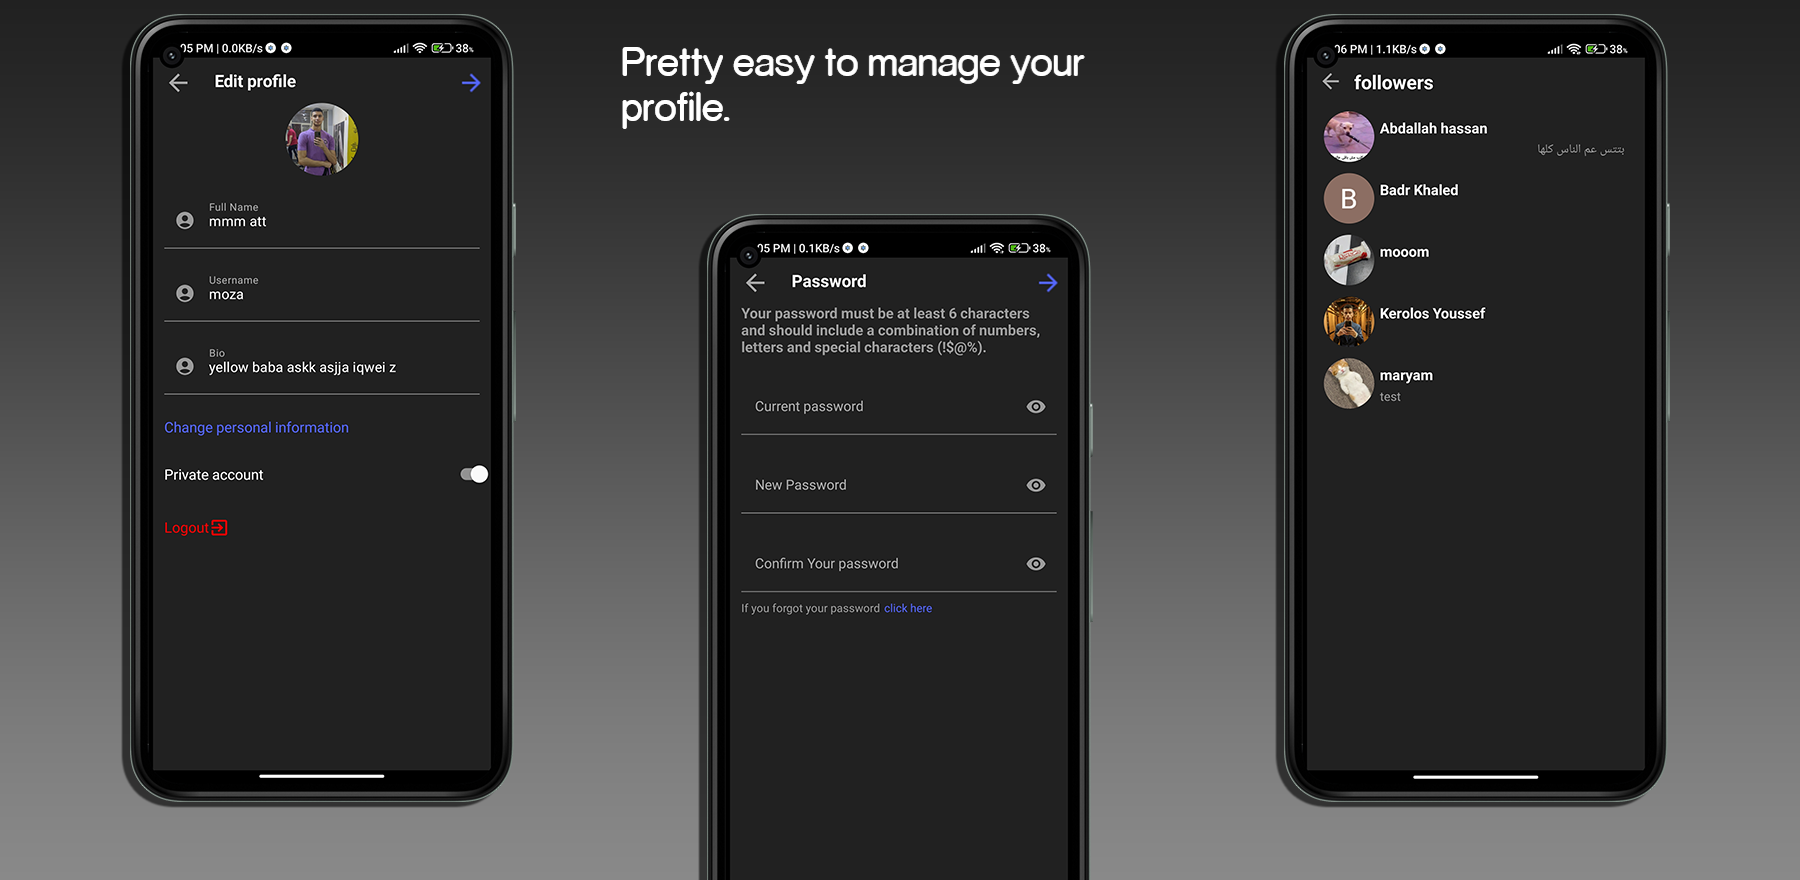 05 PM | 0.0KB/s
38%
Edit profile
Full Name
mmm att
Username
moza
Bio
yellow baba askk asjja iqwei z
Change personal information
Private account
Logout
Pretty easy to manage your
profile.
05 PM | 0.1KB/s
38%
Password
Your password must be at least 6 characters
and should include a combination of numbers,
letters and special characters (!$@%).
Current password
New Password
Confirm Your password
If you forgot your password click here
06 PM | 1.1KB/s
38%
followers
Abdallah hassan
بتتس عم الناس كلها
B
Badr Khaled
mooom
Kerolos Youssef
maryam
test